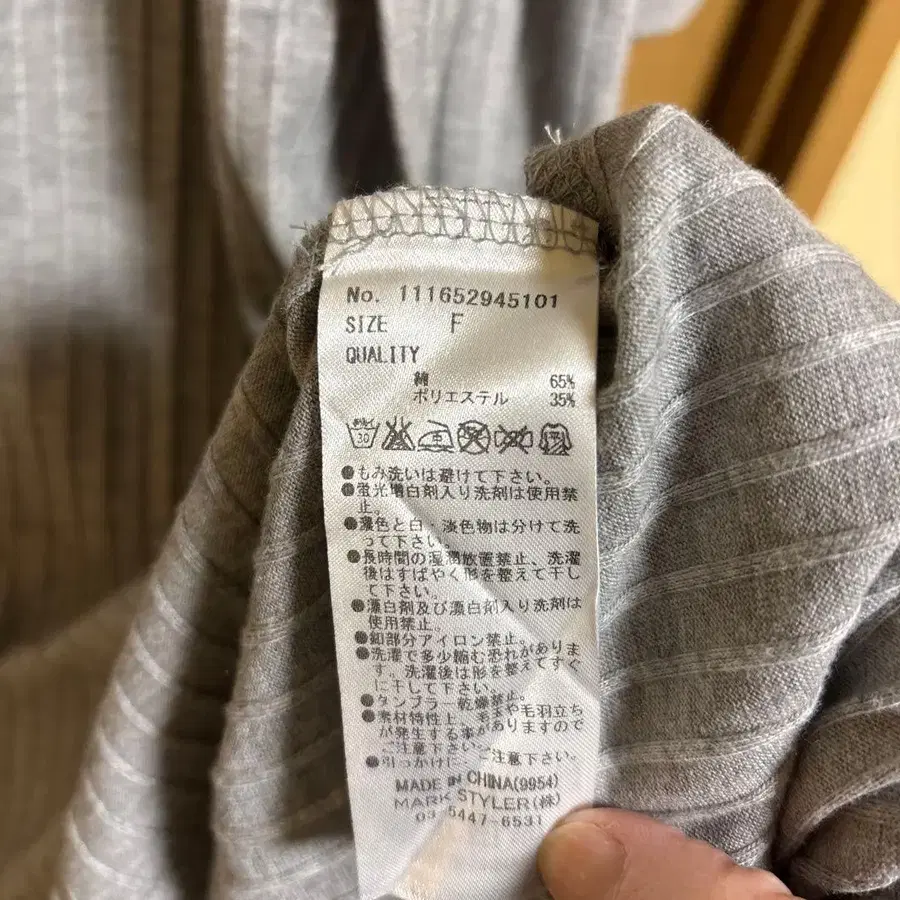 No. 111652945101
SIZE F
QUALITY
綿 65%
ポリエステル 35%
30
●もみ洗いは避けて下さい。
●蛍光増白剤入り洗剤は使用禁
止。
●濃色と白・淡色物は分けて洗
って下さい。
●長時間の湿潤放置禁止、洗濯
後はすばやく形を整えて干し
て下さい。
●漂白剤及び漂白剤入り洗剤は
使用禁止。
●細部分アイロン禁止。
●洗濯で多少縮む恐れがありま
す。洗濯後は形を整えてすぐ
に干して下さい。
●タンブラー乾燥禁止。
●素材特性上、毛玉や毛羽立ち
が発生する事がありますので
ご注意下さい。
●引っかけに、ご注意下さい。
MADE IN CHINA(9954)
MARK STYLER(株)
03 5447-6531